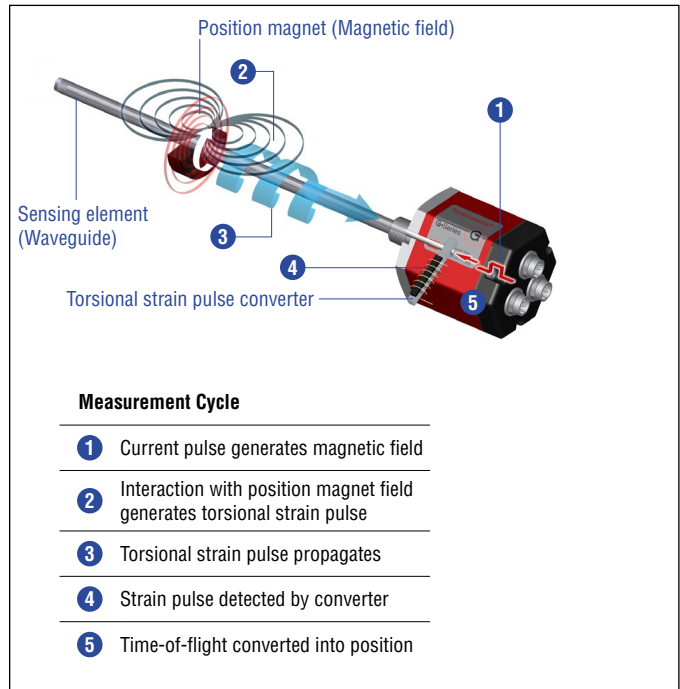 Position magnet (Magnetic field)
2
1
Sensing element
(Waveguide)
3
G-Series
4
Torsional strain pulse converter
5
Measurement Cycle
1 Current pulse generates magnetic field
2 Interaction with position magnet field
generates torsional strain pulse
3 Torsional strain pulse propagates
4 Strain pulse detected by converter
5 Time-of-flight converted into position